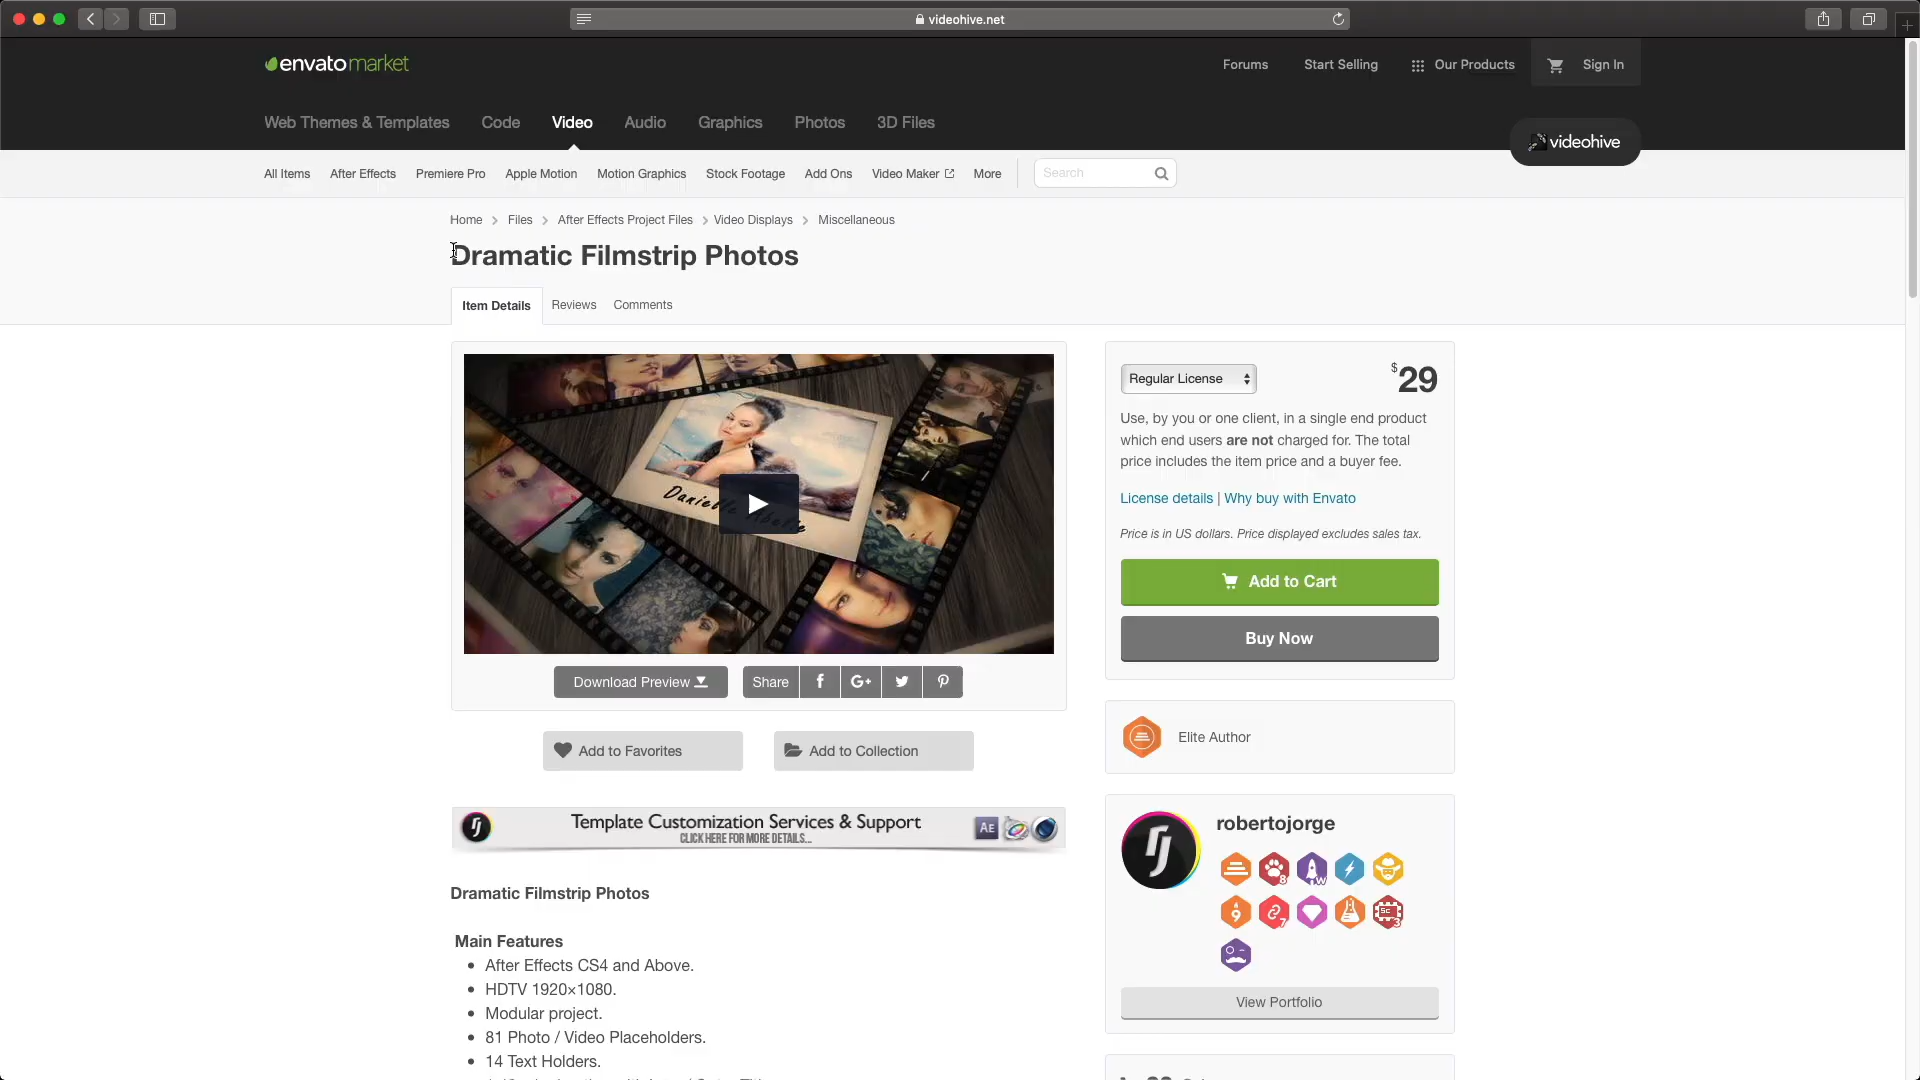 videohive.net
envatomarket
Forums
Start Selling
Our Products
Sign In
Web Themes & Templates
Code
Video
Audio
Graphics
Photos
3D Files
videohive
All Items
After Effects
Premiere Pro
Apple Motion
Motion Graphics
Stock Footage
Add Ons
Video Maker
More
Search
Home
Files
After Effects Project Files
Video Displays
Miscellaneous
Dramatic Filmstrip Photos
Item Details
Reviews
Comments
Regular License
$29
Use, by you or one client, in a single end product
which end users are not charged for. The total
price includes the item price and a buyer fee.
License details | Why buy with Envato
Price is in US dollars. Price displayed excludes sales tax.
Add to Cart
Buy Now
Download Preview
Share
Elite Author
Add to Favorites
Add to Collection
Template Customization Services & Support
CLICK HERE FOR MORE DETAILS...
AE
robertojorge
View Portfolio
Dramatic Filmstrip Photos
Main Features
After Effects CS4 and Above.
HDTV 1920×1080.
Modular project.
81 Photo / Video Placeholders.
14 Text Holders.